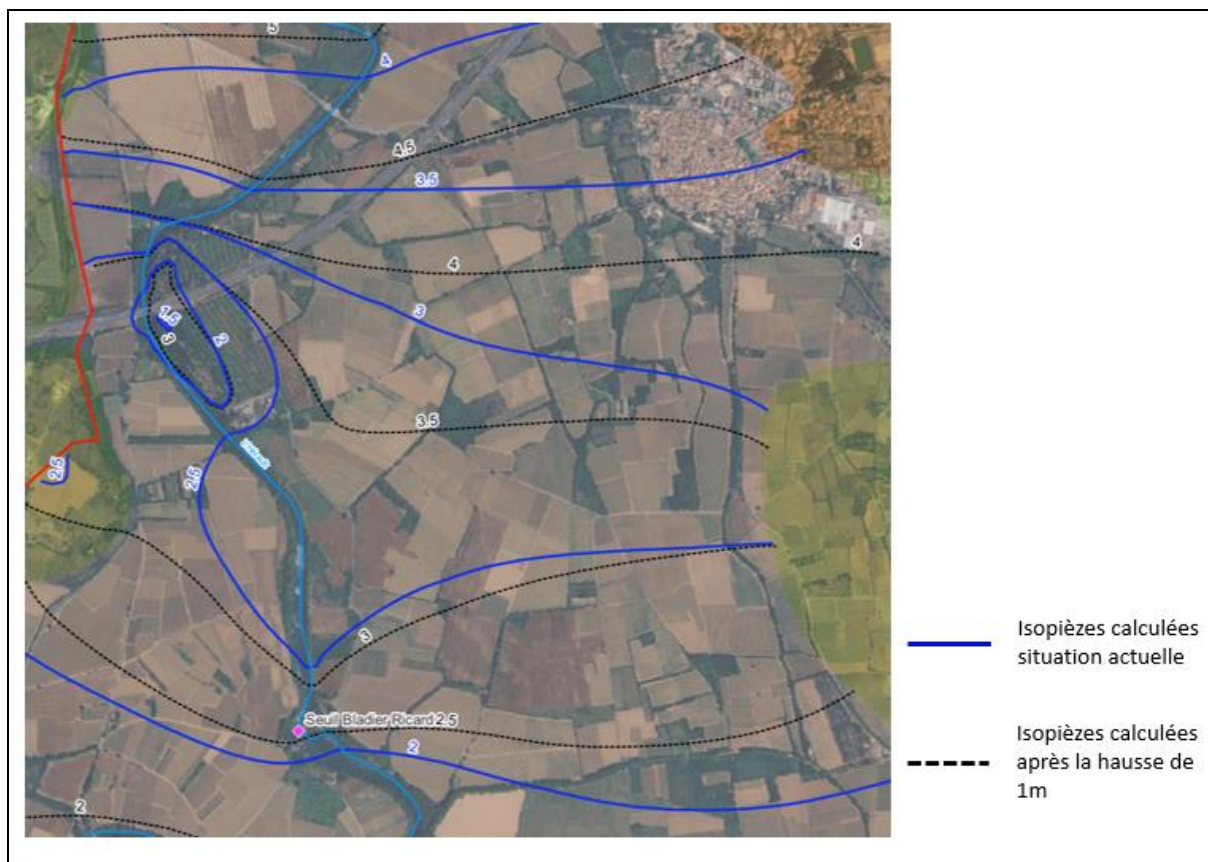 5
4
4.5
3.5
4
3
1.5
2
3
3.5
2.5
2.5
L'Hérault
3
Seuil Bladier Ricard 2.5
2
2
Isopièzes calculées
situation actuelle
Isopièzes calculées
après la hausse de
1m